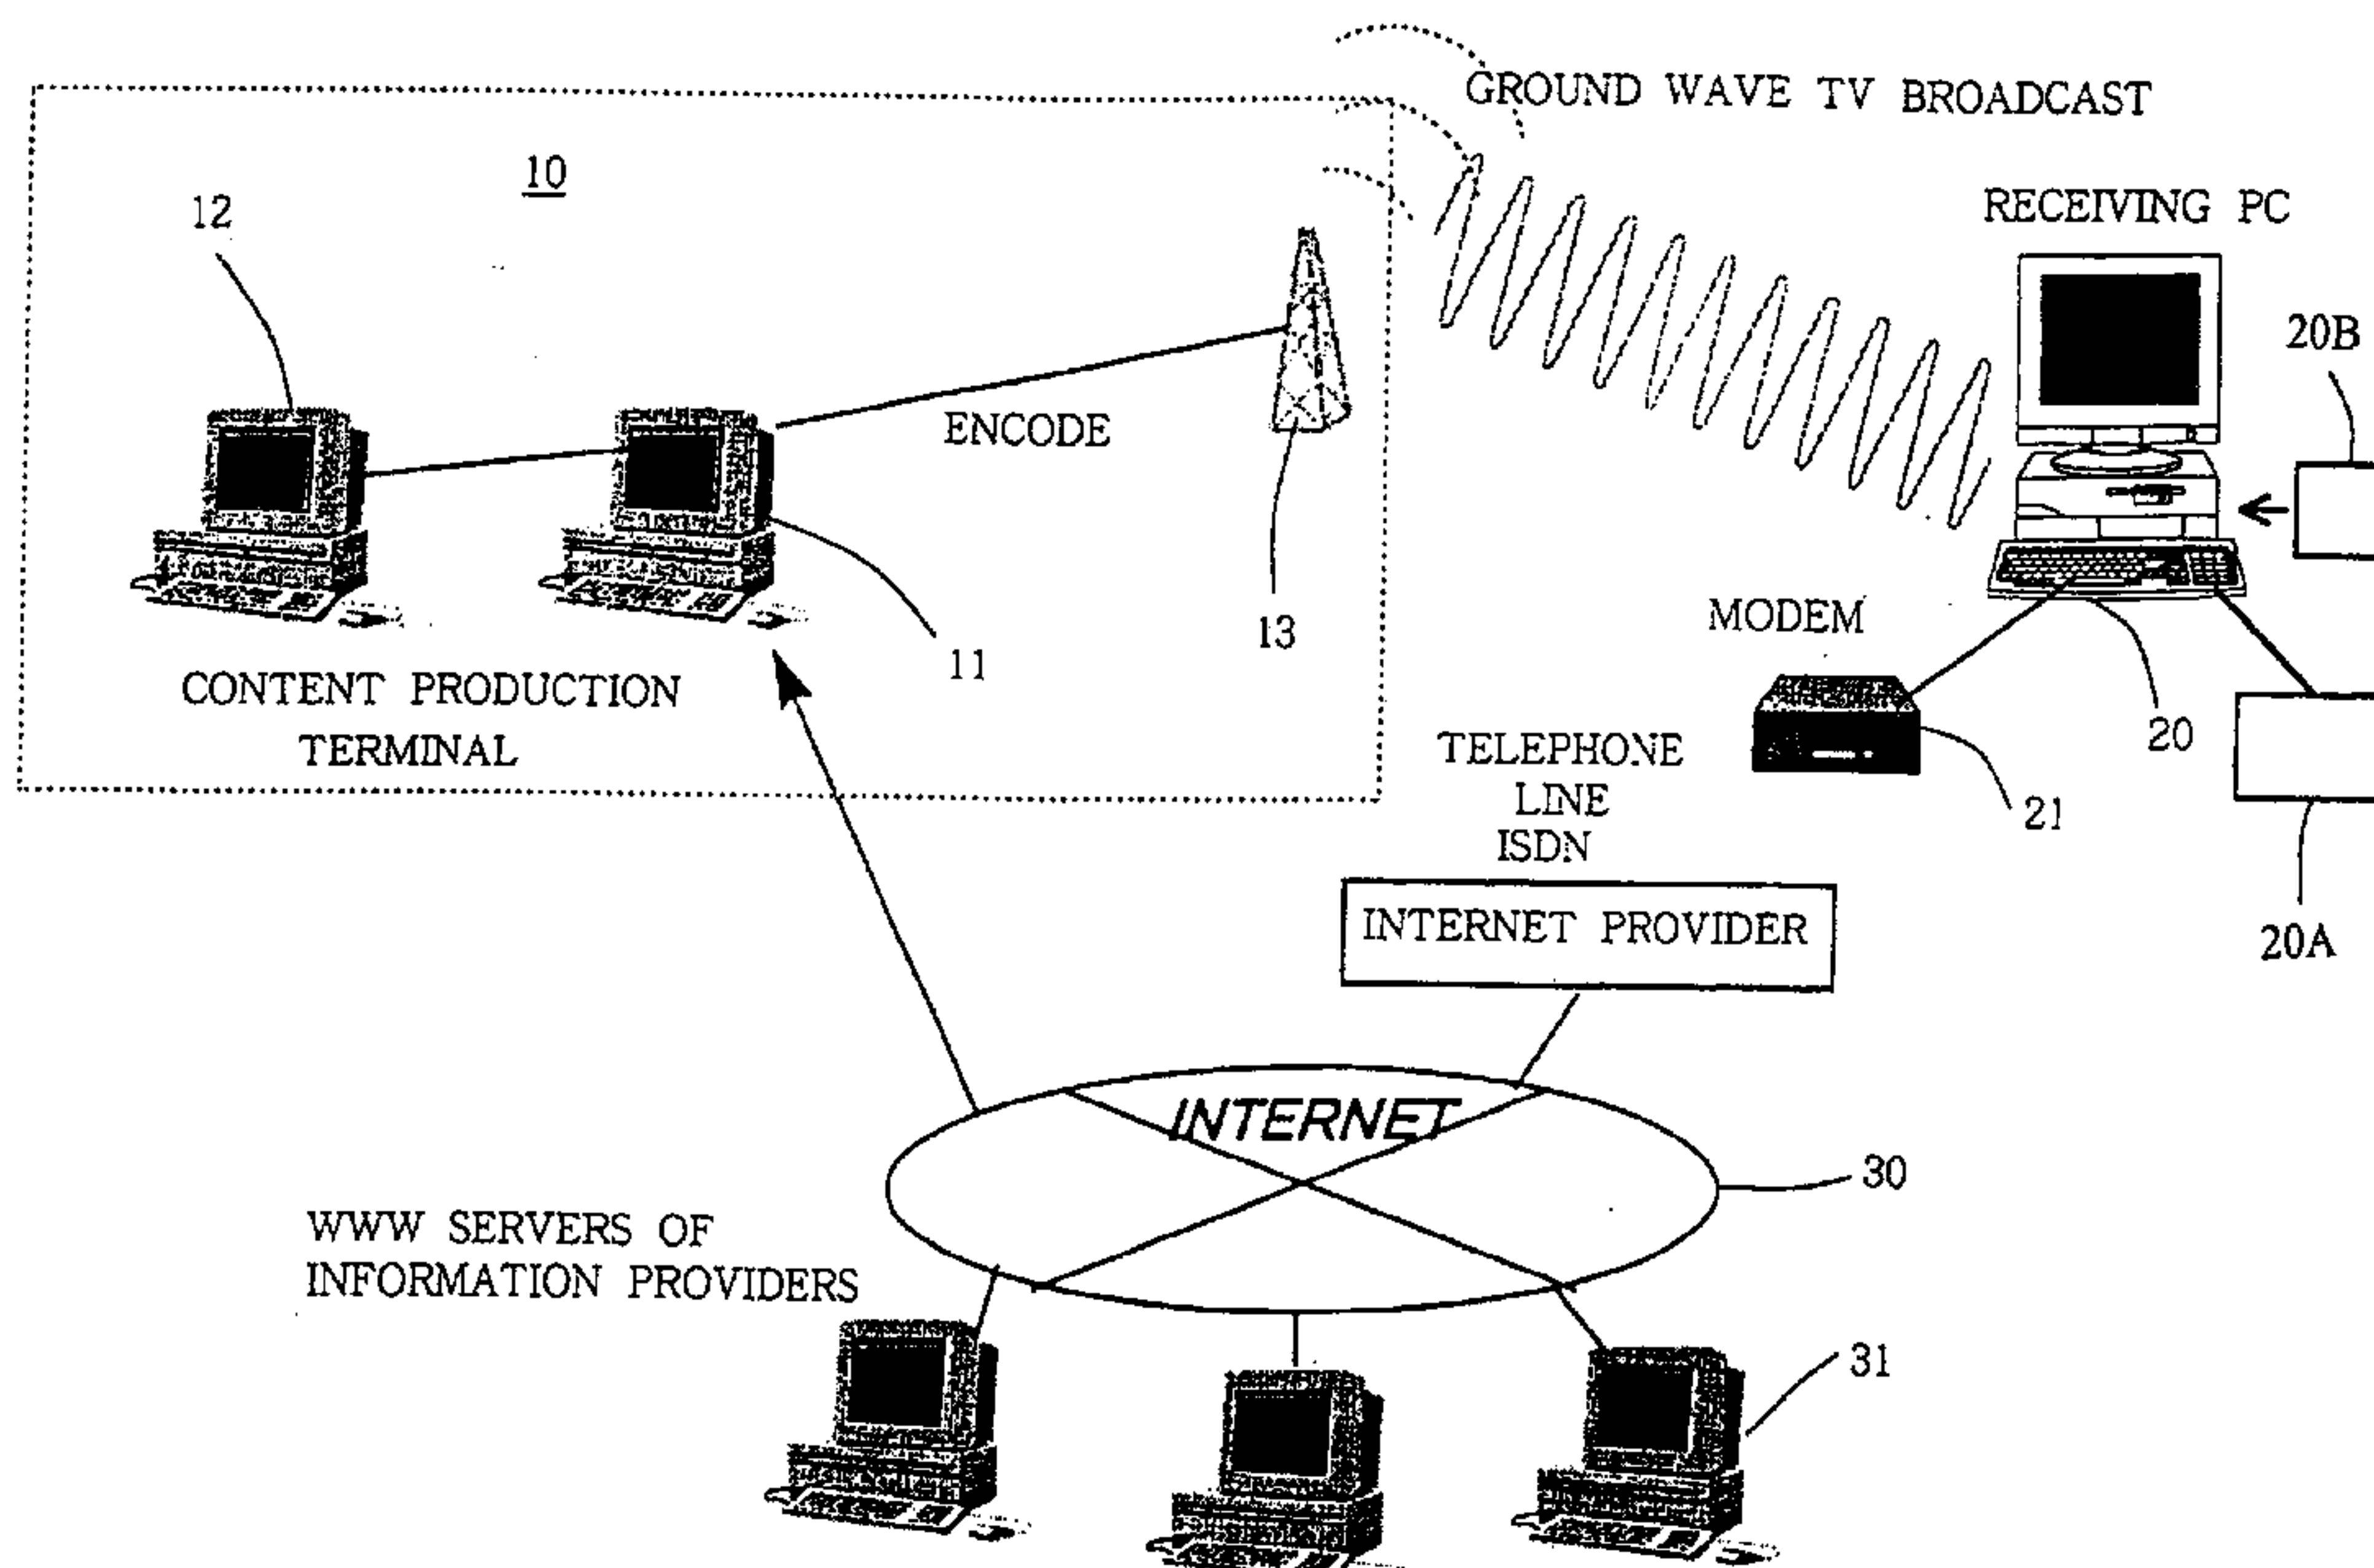 GROUND WAVE TV BROADCAST
10
12
RECEIVING PC
20B
ENCODE
13
11
MODEM
CONTENT PRODUCTION
TERMINAL
20
21
TELEPHONE
LINE
ISDN
INTERNET PROVIDER
20A
INTERNET
30
WWW SERVERS OF
INFORMATION PROVIDERS
31